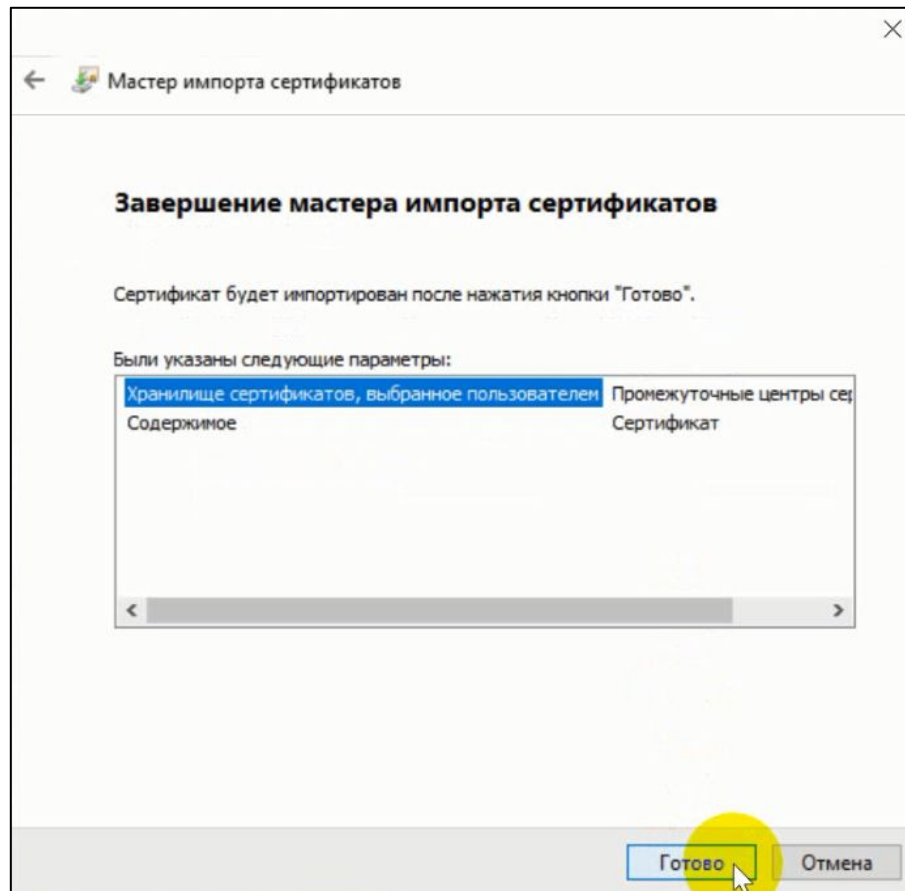 Мастер импорта сертификатов
Завершение мастера импорта сертификатов
Сертификат будет импортирован после нажатия кнопки "Готово".
Были указаны следующие параметры:
Хранилище сертификатов, выбранное пользователем Промежуточные центры сер
Содержимое Сертификат
Готово Отмена